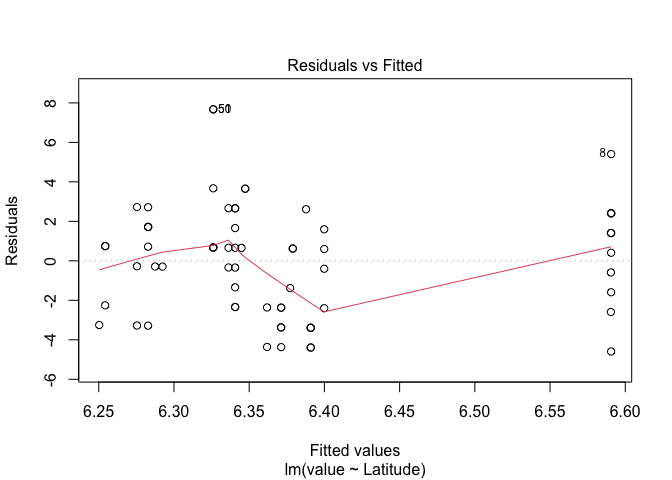 Residuals vs Fitted
Residuals
8
6
4
2
0
-2
-4
-6
8
6.25 6.30 6.35 6.40 6.45 6.50 6.55 6.60
Fitted values
lm(value ~ Latitude)